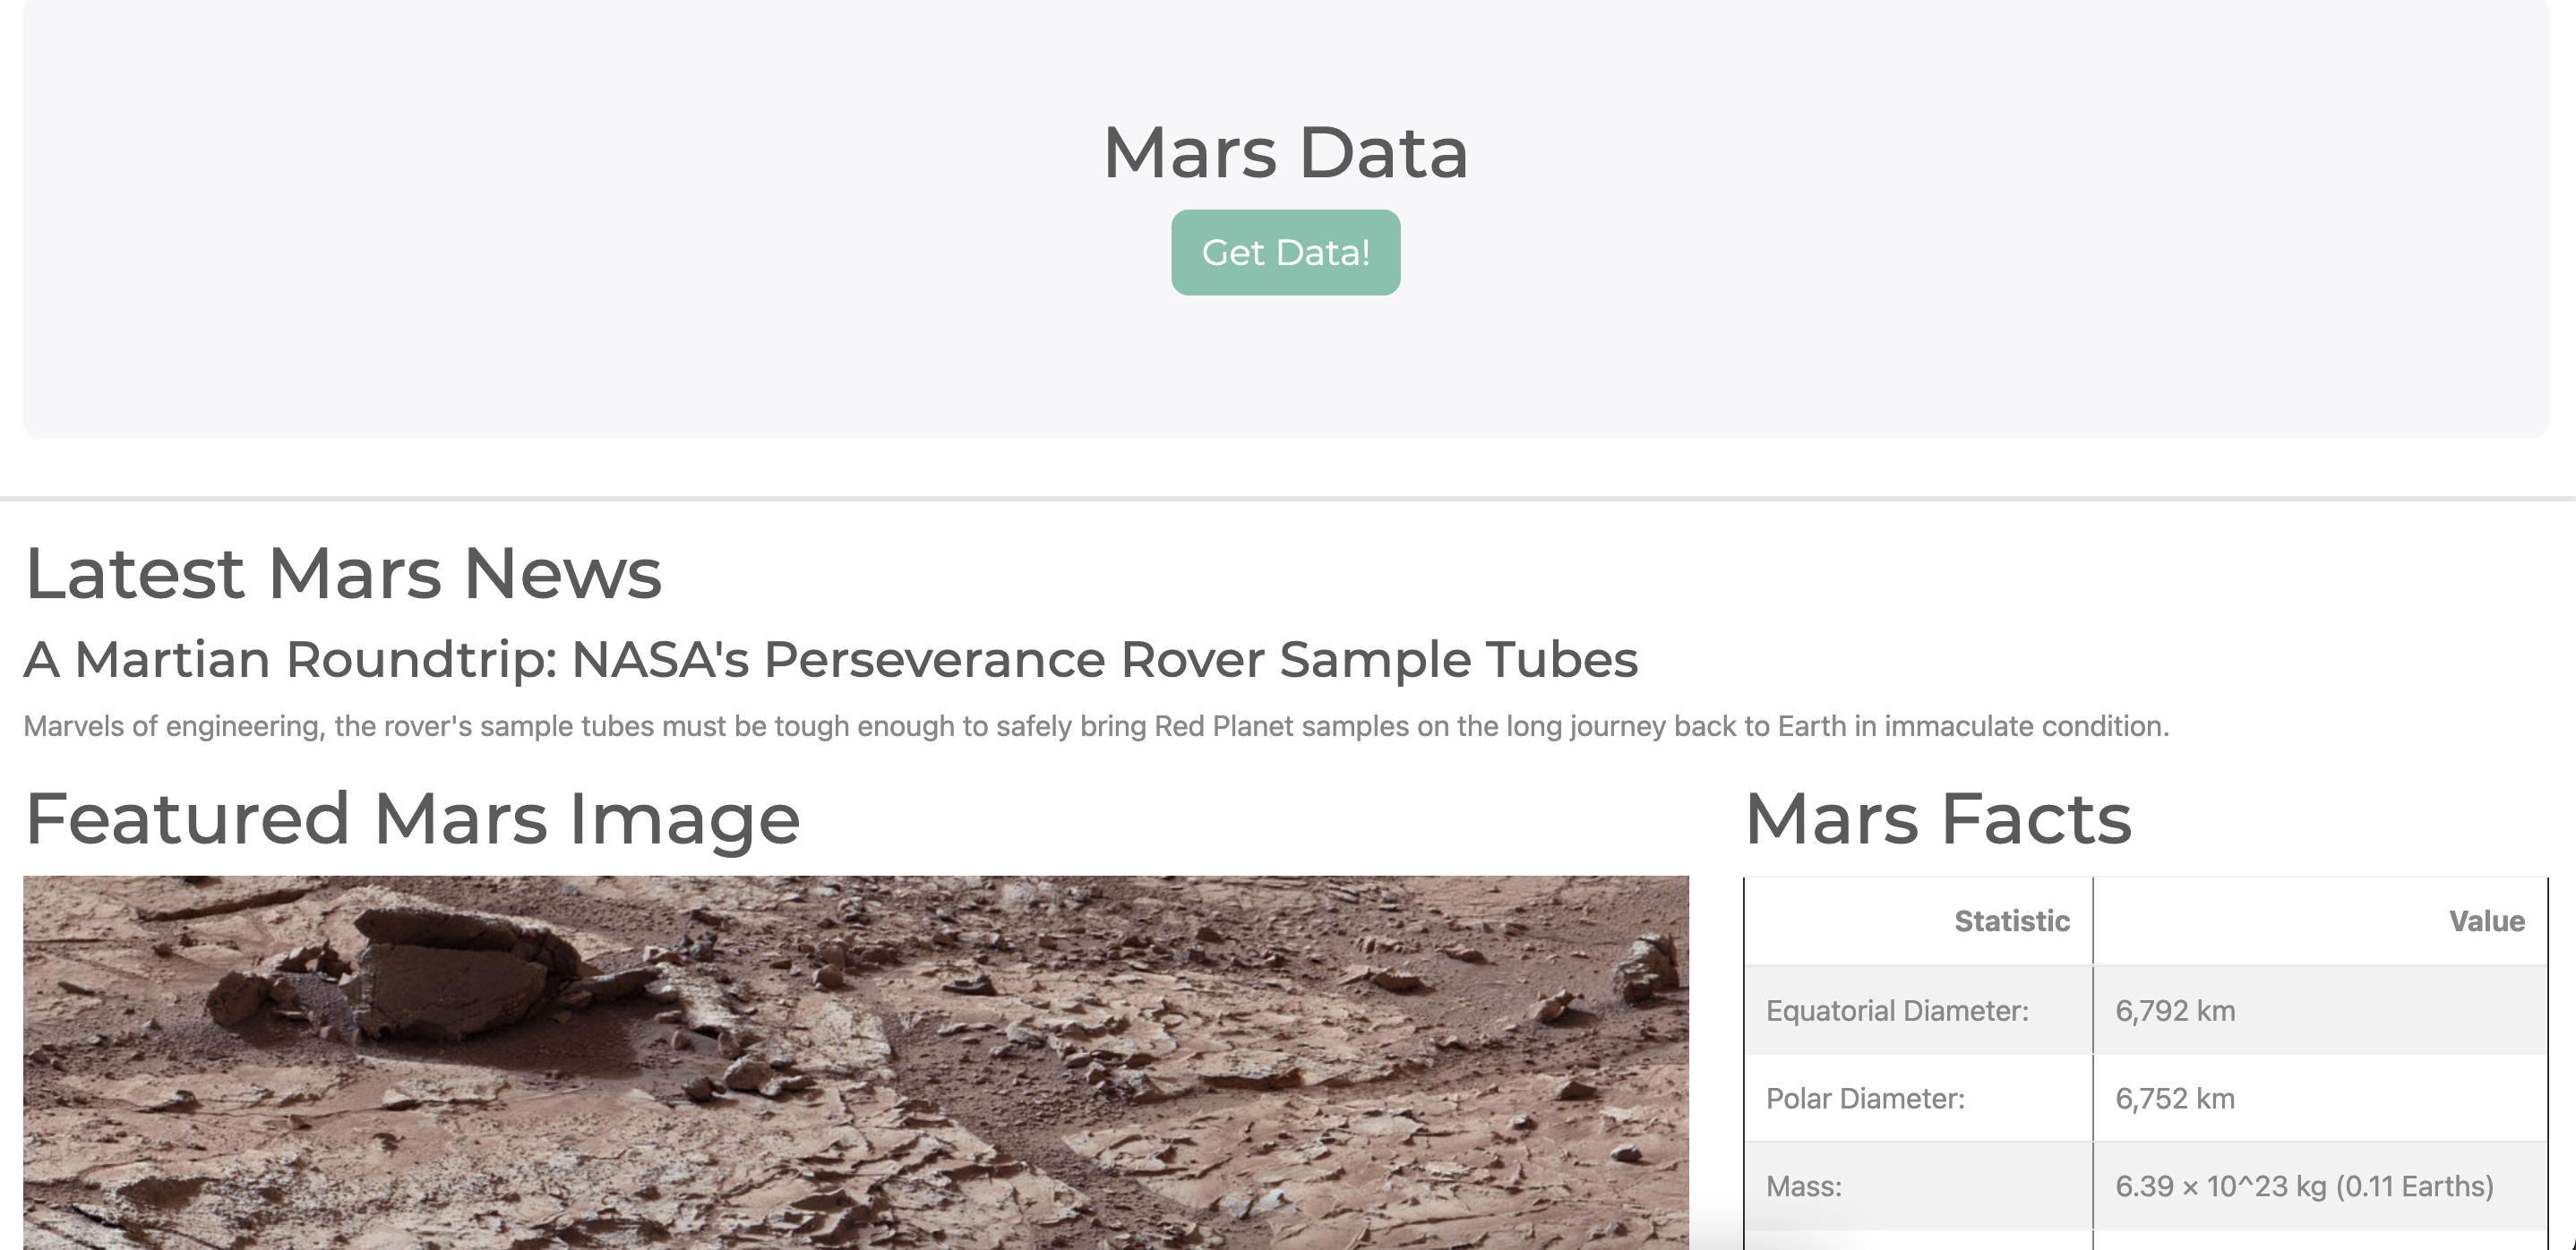 Mars Data
Get Data!
Latest Mars News
A Martian Roundtrip: NASA's Perseverance Rover Sample Tubes
Marvels of engineering, the rover's sample tubes must be tough enough to safely bring Red Planet samples on the long journey back to Earth in immaculate condition.
Featured Mars Image
Mars Facts
Statistic Value
Equatorial Diameter: 6,792 km
Polar Diameter: 6,752 km
Mass: 6.39 × 10^23 kg (0.11 Earths)